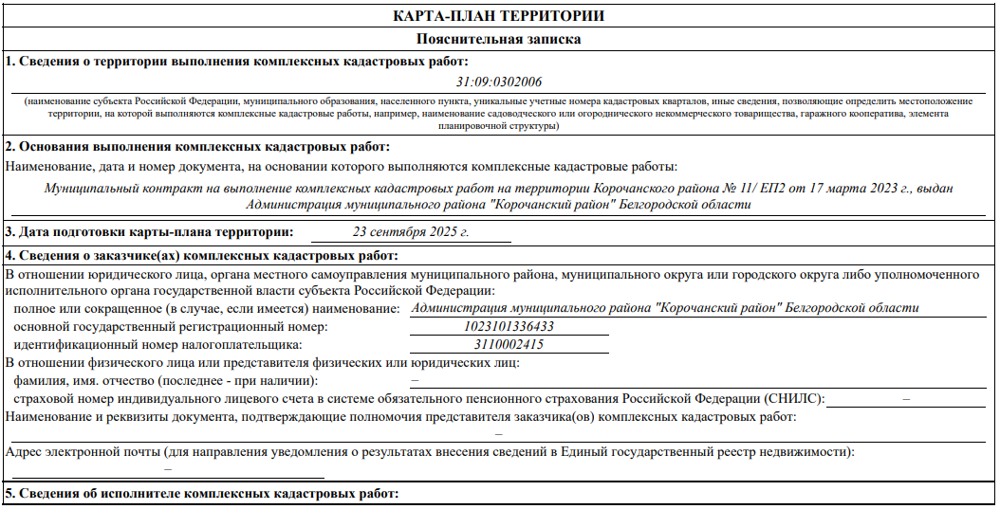 КАРТА-ПЛАН ТЕРРИТОРИИ
Пояснительная записка
1. Сведения о территории выполнения комплексных кадастровых работ:
31:09:0302006
(наименование субъекта Российской Федерации, муниципального образования, населенного пункта, уникальные учетные номера кадастровых кварталов, иные сведения, позволяющие определить местоположение
территории, на которой выполняются комплексные кадастровые работы, например, наименование садоводческого или огороднического некоммерческого товарищества, гаражного кооператива, элемента
планировочной структуры)
2. Основания выполнения комплексных кадастровых работ:
Наименование, дата и номер документа, на основании которого выполняются комплексные кадастровые работы:
Муниципальный контракт на выполнение комплексных кадастровых работ на территории Корочанского района № 11/ ЕП2 от 17 марта 2023 г., выдан
Администрация муниципального района "Корочанский район" Белгородской области
3. Дата подготовки карты-плана территории: 23 сентября 2025 г.
4. Сведения о заказчике(ах) комплексных кадастровых работ:
В отношении юридического лица, органа местного самоуправления муниципального района, муниципального округа или городского округа либо уполномоченного
исполнительного органа государственной власти субъекта Российской Федерации:
полное или сокращенное (в случае, если имеется) наименование: Администрация муниципального района "Корочанский район" Белгородской области
основной государственный регистрационный номер: 1023101336433
идентификационный номер налогоплательщика: 3110002415
В отношении физического лица или представителя физических или юридических лиц:
фамилия, имя. отчество (последнее - при наличии): –
страховой номер индивидуального лицевого счета в системе обязательного пенсионного страхования Российской Федерации (СНИЛС): –
Наименование и реквизиты документа, подтверждающие полномочия представителя заказчика(ов) комплексных кадастровых работ:
–
Адрес электронной почты (для направления уведомления о результатах внесения сведений в Единый государственный реестр недвижимости):
–
5. Сведения об исполнителе комплексных кадастровых работ: